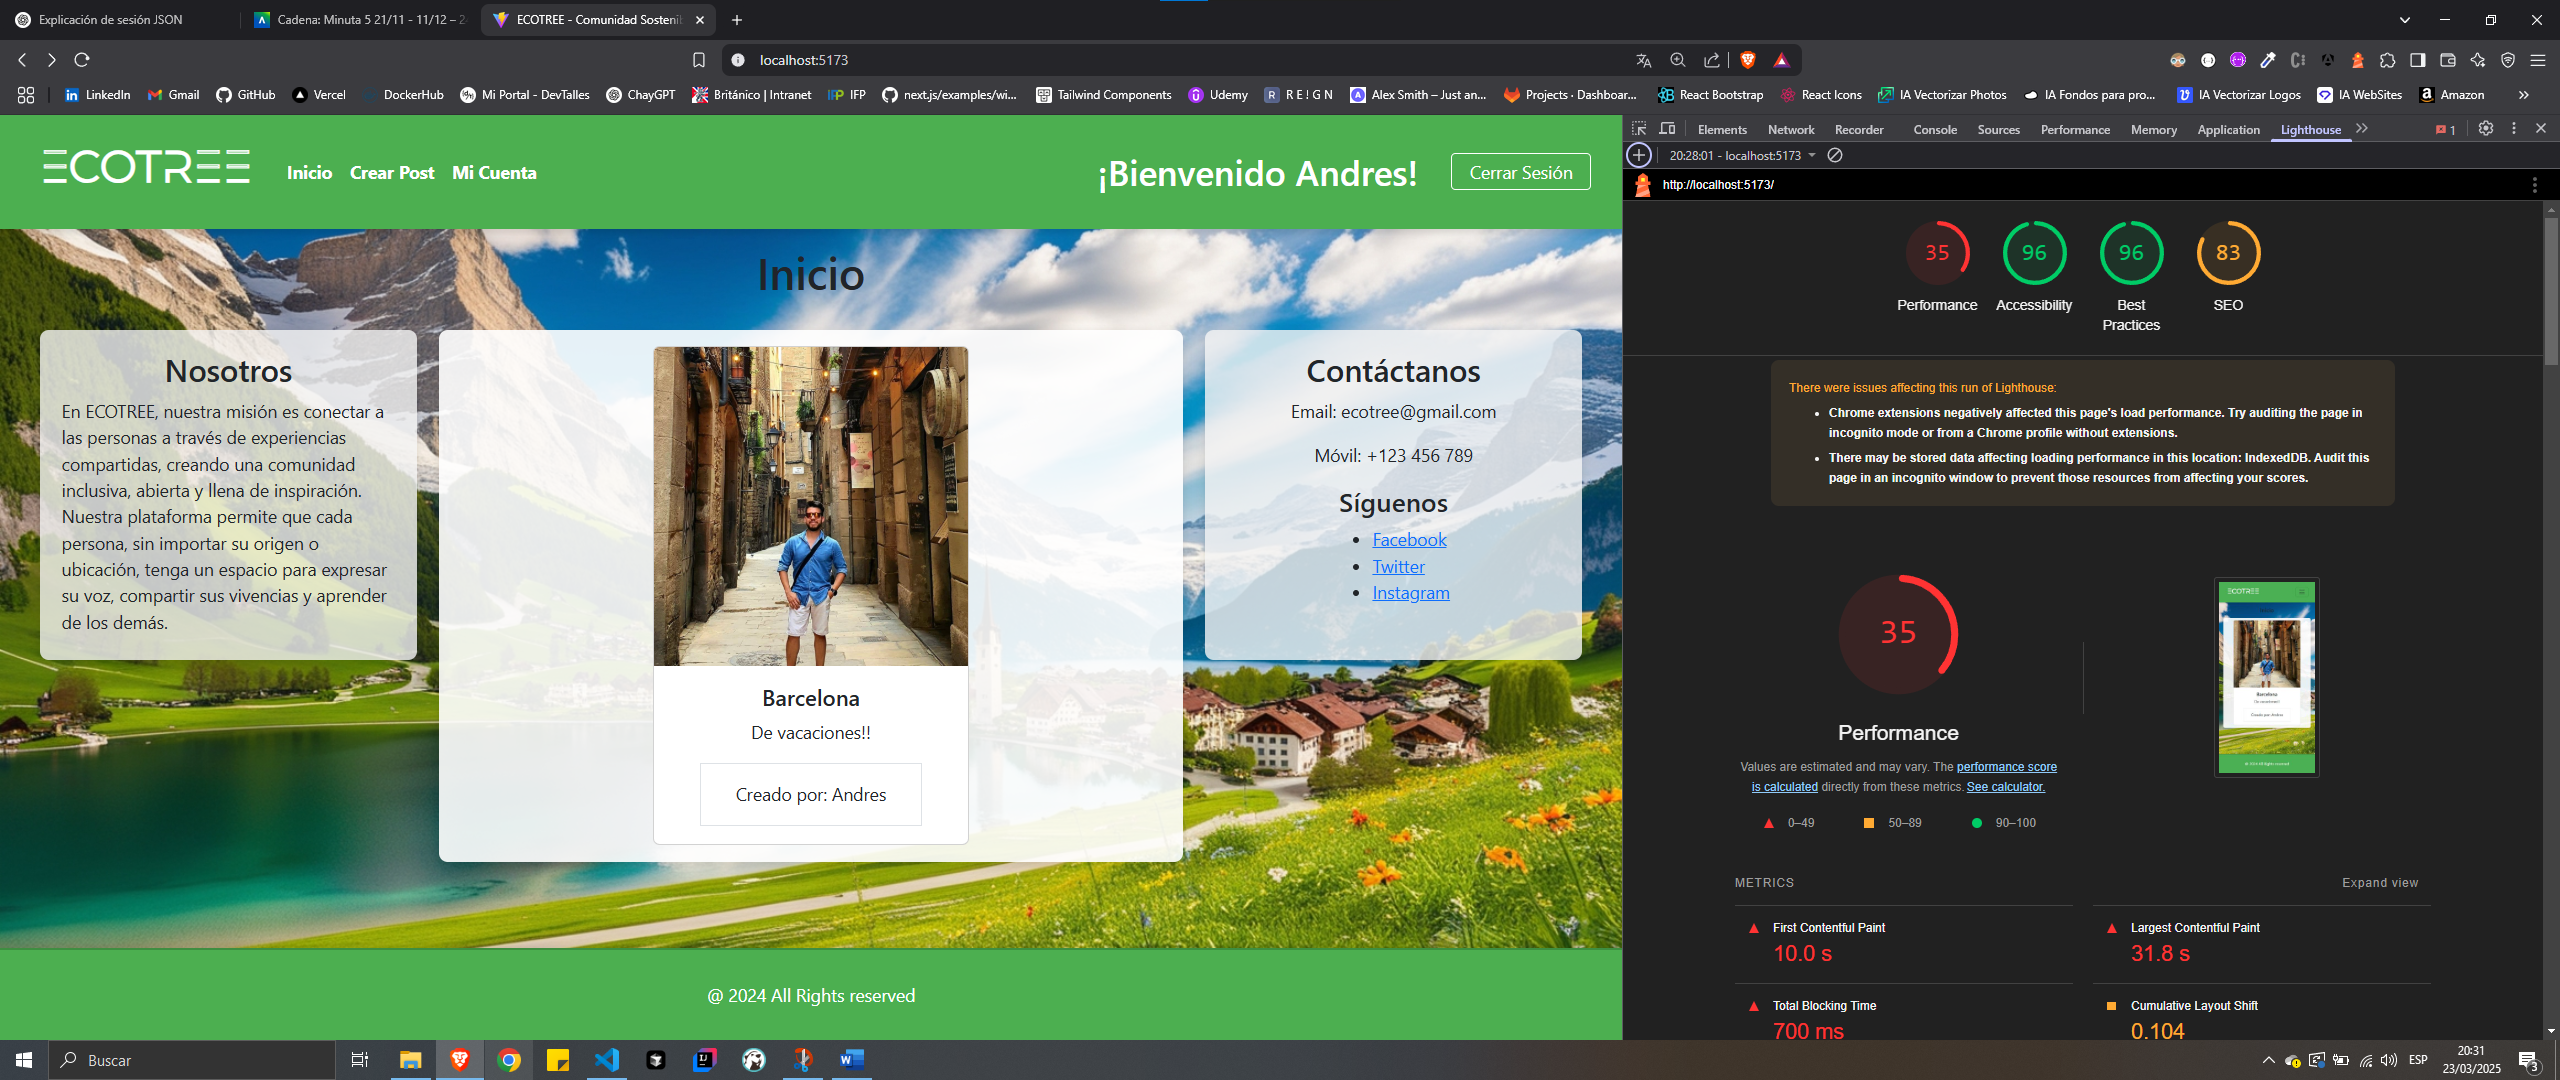 Explicación de sesión JSON
Cadena: Minuta 5 21/11 - 11/12 – 2
ECOTREE - Comunidad Sostenib
localhost:5173
LinkedIn
Gmail
GitHub
Vercel
DockerHub
Mi Portal - DevTalles
ChayGPT
Británico | Intranet
IFP
next.js/examples/wi...
Tailwind Components
Udemy
R E ! G N
Alex Smith – Just an...
Projects · Dashboar...
React Bootstrap
React Icons
IA Vectorizar Photos
IA Fondos para pro...
IA Vectorizar Logos
IA WebSites
Amazon
ECOTREE
Inicio
Crear Post
Mi Cuenta
¡Bienvenido Andres!
Cerrar Sesión
Inicio
Nosotros
En ECOTREE, nuestra misión es conectar a
las personas a través de experiencias
compartidas, creando una comunidad
inclusiva, abierta y llena de inspiración.
Nuestra plataforma permite que cada
persona, sin importar su origen o
ubicación, tenga un espacio para expresar
su voz, compartir sus vivencias y aprender
de los demás.
Barcelona
De vacaciones!!
Creado por: Andres
Contáctanos
Email: ecotree@gmail.com
Móvil: +123 456 789
Síguenos
Facebook
Twitter
Instagram
@ 2024 All Rights reserved
Elements
Network
Recorder
Console
Sources
Performance
Memory
Application
Lighthouse
1
20:28:01 - localhost:5173
http://localhost:5173/
35
96
96
83
Performance
Accessibility
Best
Practices
SEO
There were issues affecting this run of Lighthouse:
Chrome extensions negatively affected this page's load performance. Try auditing the page in
incognito mode or from a Chrome profile without extensions.
There may be stored data affecting loading performance in this location: IndexedDB. Audit this
page in an incognito window to prevent those resources from affecting your scores.
35
Performance
Values are estimated and may vary. The performance score
is calculated directly from these metrics. See calculator.
0–49
50–89
90–100
ECOTREE
Barcelona
Creado por: Andres
METRICS
Expand view
First Contentful Paint
10.0 s
Largest Contentful Paint
31.8 s
Total Blocking Time
700 ms
Cumulative Layout Shift
0.104
Buscar
ESP
20:31
23/03/2025
3